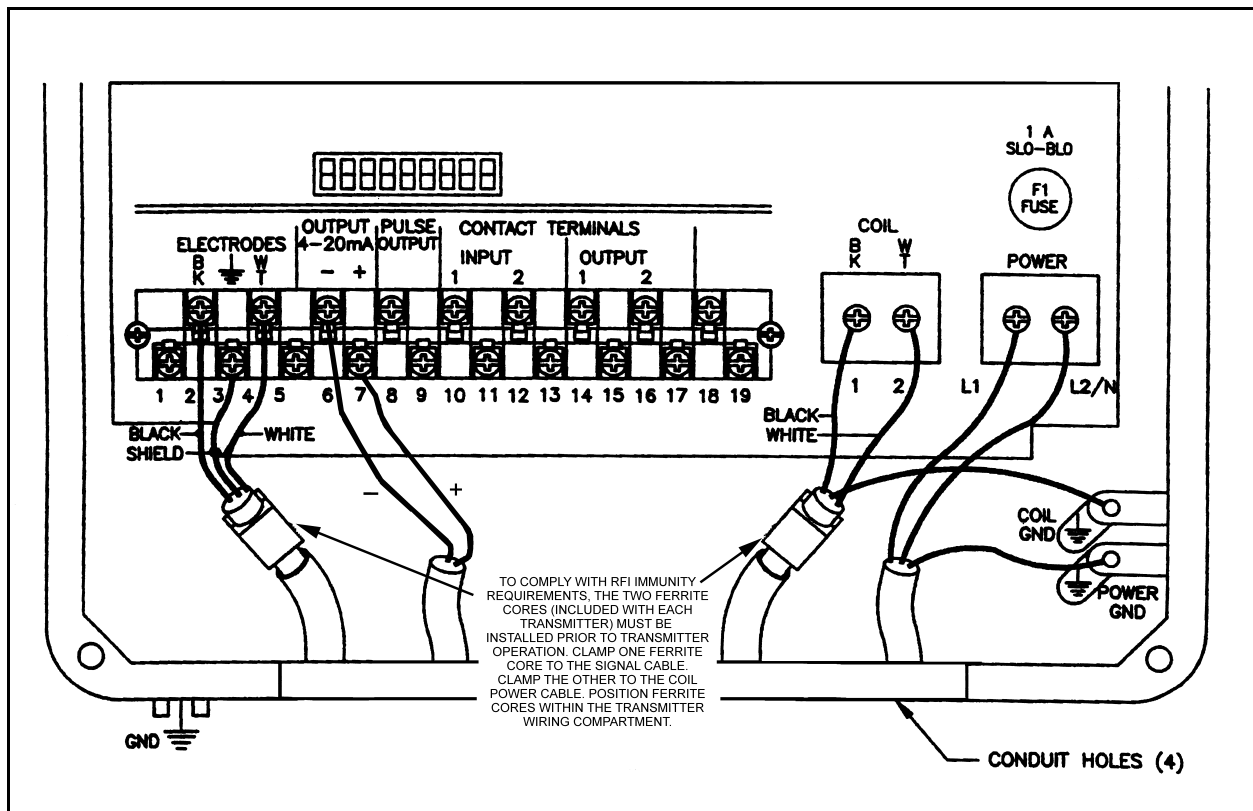 1 A
SLO-BLO
F1
FUSE
OUTPUT
4-20mA
PULSE
OUTPUT
CONTACT TERMINALS
ELECTRODES
B
K
W
T
- +
INPUT
1 2
OUTPUT
1 2
COIL
B
K
W
T
POWER
1 2 3 4 5 6 7 8 9 10 11 12 13 14 15 16 17 18 19
1 2
L1 L2/N
BLACK
SHIELD
WHITE
BLACK
WHITE
- +
COIL
GND
POWER
GND
TO COMPLY WITH RFI IMMUNITY
REQUIREMENTS, THE TWO FERRITE
CORES (INCLUDED WITH EACH
TRANSMITTER) MUST BE
INSTALLED PRIOR TO TRANSMITTER
OPERATION. CLAMP ONE FERRITE
CORE TO THE SIGNAL CABLE.
CLAMP THE OTHER TO THE COIL
POWER CABLE. POSITION FERRITE
CORES WITHIN THE TRANSMITTER
WIRING COMPARTMENT.
GND
CONDUIT HOLES (4)